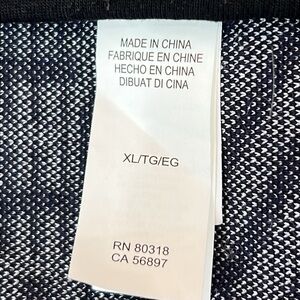 MADE IN CHINA
FABRIQUE EN CHINE
HECHO EN CHINA
DIBUAT DI CINA
XL/TG/EG
RN 80318
CA 56897